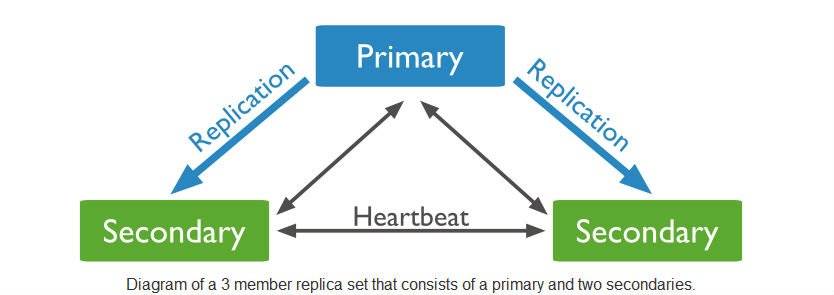 Primary
Replication
Replication
Heartbeat
Secondary
Secondary
Diagram of a 3 member replica set that consists of a primary and two secondaries.